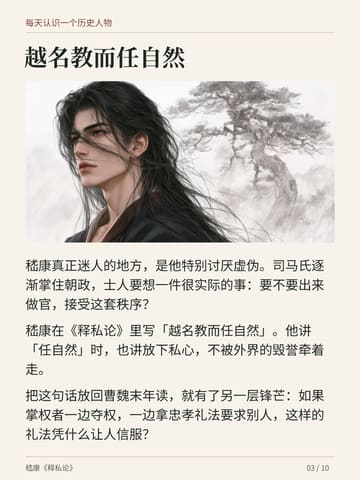 每天认识一个历史人物
越名教而任自然
嵇康真正迷人的地方，是他特别讨厌虚伪。司马氏逐
渐掌住朝政，士人要想一件很实际的事：要不要出来
做官，接受这套秩序？
嵇康在《释私论》里写「越名教而任自然」。他讲
「任自然」时，也讲放下私心，不被外界的毁誉牵着
走。
把这句话放回曹魏末年读，就有了另一层锋芒：如果
掌权者一边夺权，一边拿忠孝礼法要求别人，这样的
礼法凭什么让人信服？
嵇康《释私论》
03 / 10